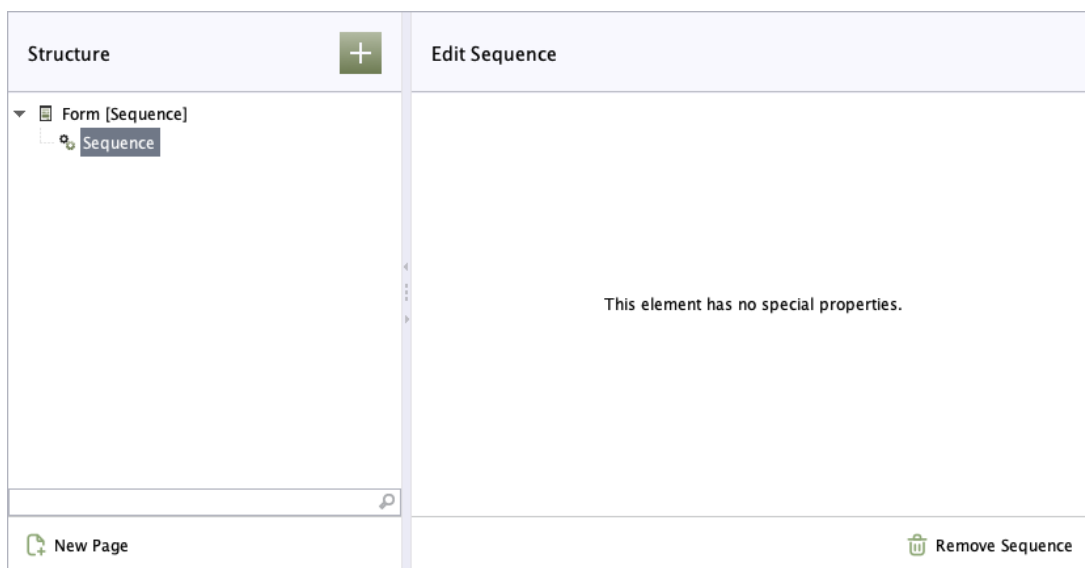 Structure
Edit Sequence
Form [Sequence]
Sequence
This element has no special properties.
New Page
Remove Sequence